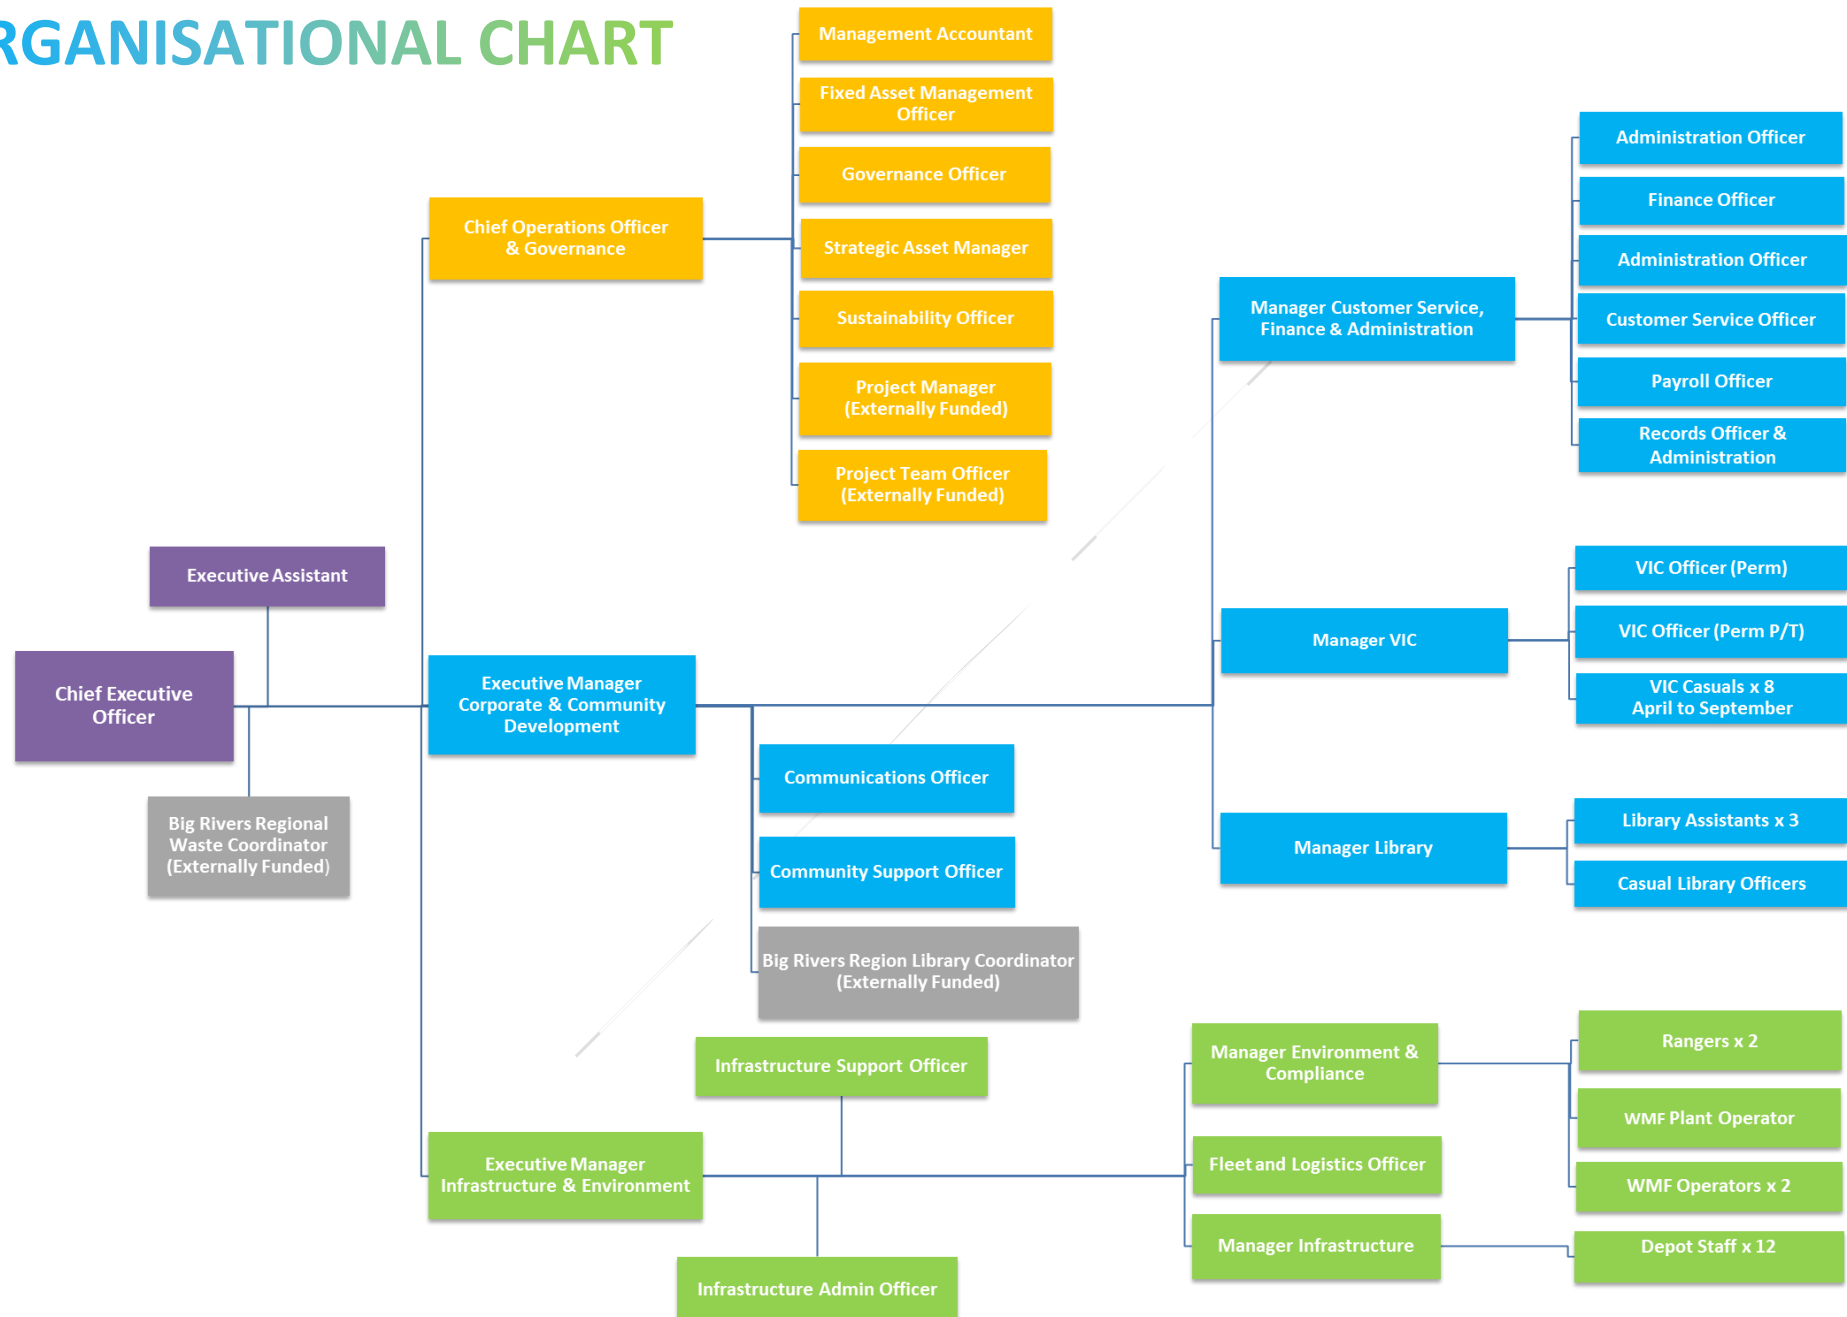 RGANISATIONAL CHART
Management Accountant
Fixed Asset Management
Officer
Governance Officer
Strategic Asset Manager
Sustainability Officer
Project Manager
(Externally Funded)
Project Team Officer
(Externally Funded)
Chief Operations Officer
& Governance
Executive Assistant
Chief Executive
Officer
Big Rivers Regional
Waste Coordinator
(Externally Funded)
Executive Manager
Corporate & Community
Development
Communications Officer
Community Support Officer
Big Rivers Region Library Coordinator
(Externally Funded)
Manager Customer Service,
Finance & Administration
Administration Officer
Finance Officer
Administration Officer
Customer Service Officer
Payroll Officer
Records Officer &
Administration
Manager VIC
VIC Officer (Perm)
VIC Officer (Perm P/T)
VIC Casuals x 8
April to September
Manager Library
Library Assistants x 3
Casual Library Officers
Executive Manager
Infrastructure & Environment
Infrastructure Support Officer
Infrastructure Admin Officer
Manager Environment &
Compliance
Fleet and Logistics Officer
Manager Infrastructure
Rangers x 2
WMF Plant Operator
WMF Operators x 2
Depot Staff x 12